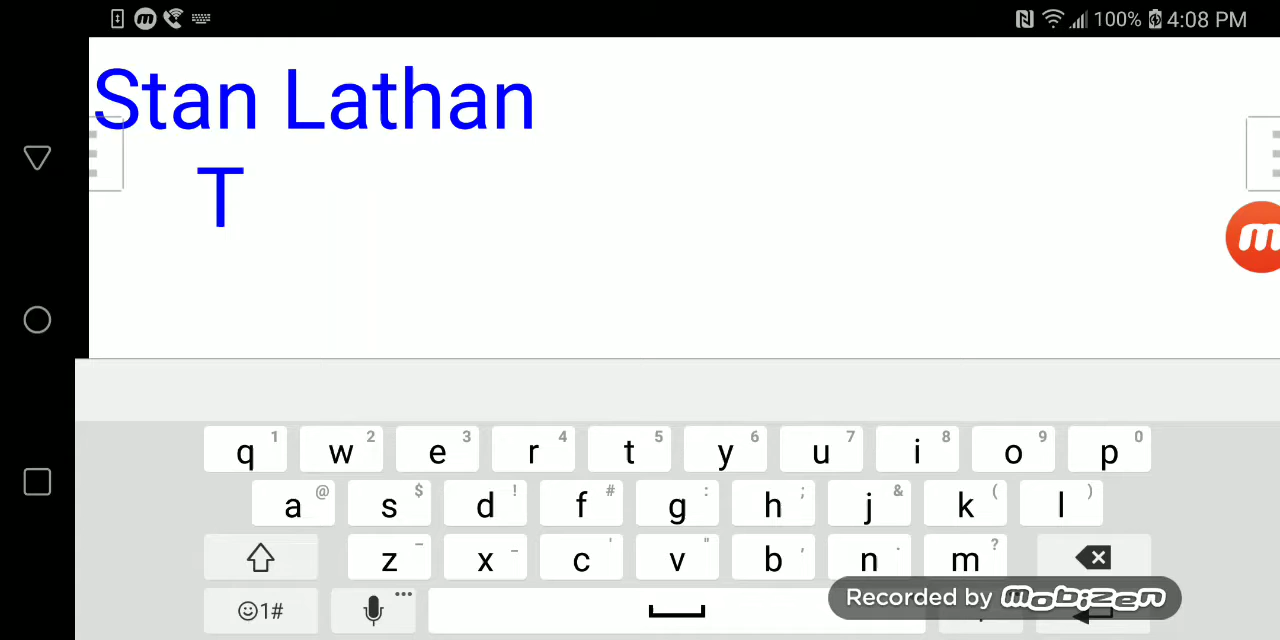 100% 4:08 PM
Stan Lathan
T
m
q 1 w 2 e 3 r 4 t 5 y 6 u 7 i 8 o 9 p 0
a @ s $ d ! f # g : h ; j & k ( l )
z - x _ c ' v " b , n . m ?
1#
Recorded by mobizen